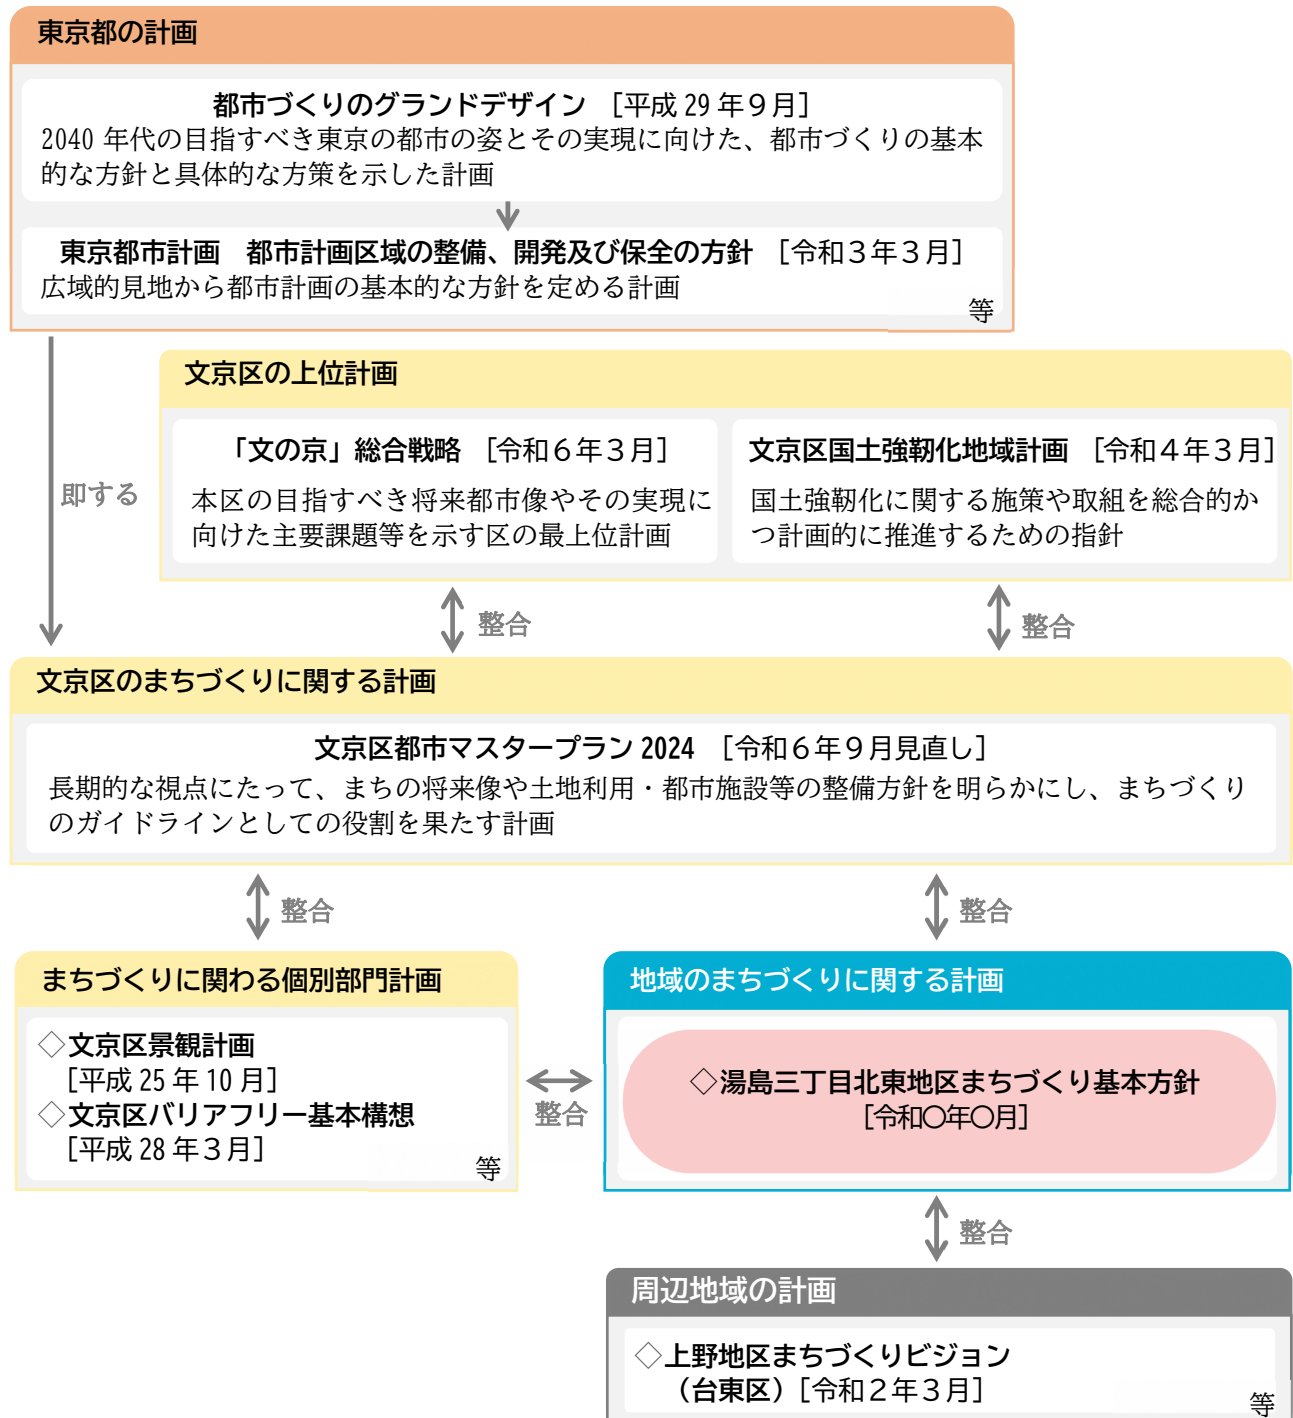 東京都の計画
都市づくりのグランドデザイン ［平成 29 年９月］
2040 年代の目指すべき東京の都市の姿とその実現に向けた、都市づくりの基本
的な方針と具体的な方策を示した計画
東京都市計画　都市計画区域の整備、開発及び保全の方針 ［令和３年３月］
広域的見地から都市計画の基本的な方針を定める計画
等
文京区の上位計画
「文の京」総合戦略 ［令和６年３月］
本区の目指すべき将来都市像やその実現に
向けた主要課題等を示す区の最上位計画
文京区国土強靭化地域計画 ［令和４年３月］
国土強靭化に関する施策や取組を総合的か
つ計画的に推進するための指針
即する
整合
整合
文京区のまちづくりに関する計画
文京区都市マスタープラン 2024 ［令和６年９月見直し］
長期的な視点にたって、まちの将来像や土地利用・都市施設等の整備方針を明らかにし、まちづくり
のガイドラインとしての役割を果たす計画
整合
整合
まちづくりに関わる個別部門計画
◇文京区景観計画
［平成 25 年 10 月］
◇文京区バリアフリー基本構想
［平成 28 年３月］
等
整合
地域のまちづくりに関する計画
◇湯島三丁目北東地区まちづくり基本方針
［令和〇年〇月］
整合
周辺地域の計画
◇上野地区まちづくりビジョン
（台東区）［令和２年３月］
等